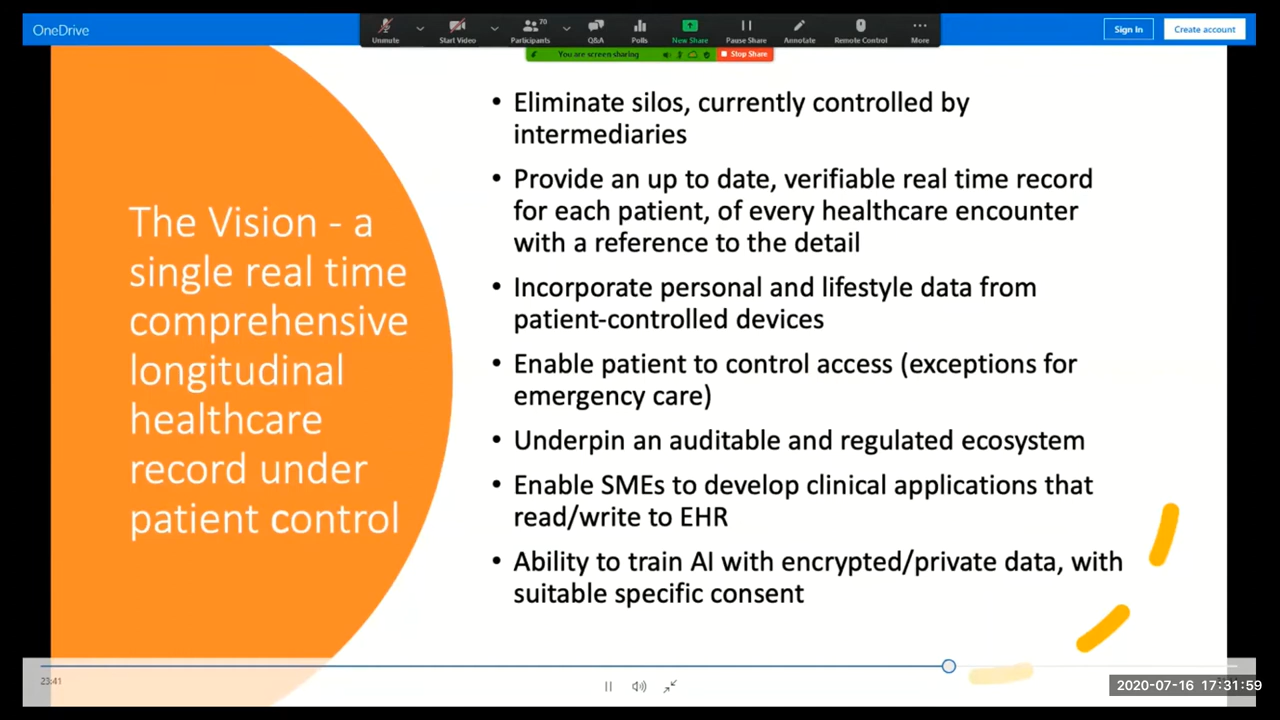 OneDrive
Unmute
Start Video
70
Participants
Q&A
Polls
New Share
Pause Share
Annotate
Remote Control
More
Sign In
Create account
You are screen sharing
Stop Share
The Vision - a
single real time
comprehensive
longitudinal
healthcare
record under
patient control
• Eliminate silos, currently controlled by
intermediaries
• Provide an up to date, verifiable real time record
for each patient, of every healthcare encounter
with a reference to the detail
• Incorporate personal and lifestyle data from
patient-controlled devices
• Enable patient to control access (exceptions for
emergency care)
• Underpin an auditable and regulated ecosystem
• Enable SMEs to develop clinical applications that
read/write to EHR
• Ability to train AI with encrypted/private data, with
suitable specific consent
23:41
2020-07-16 17:31:59